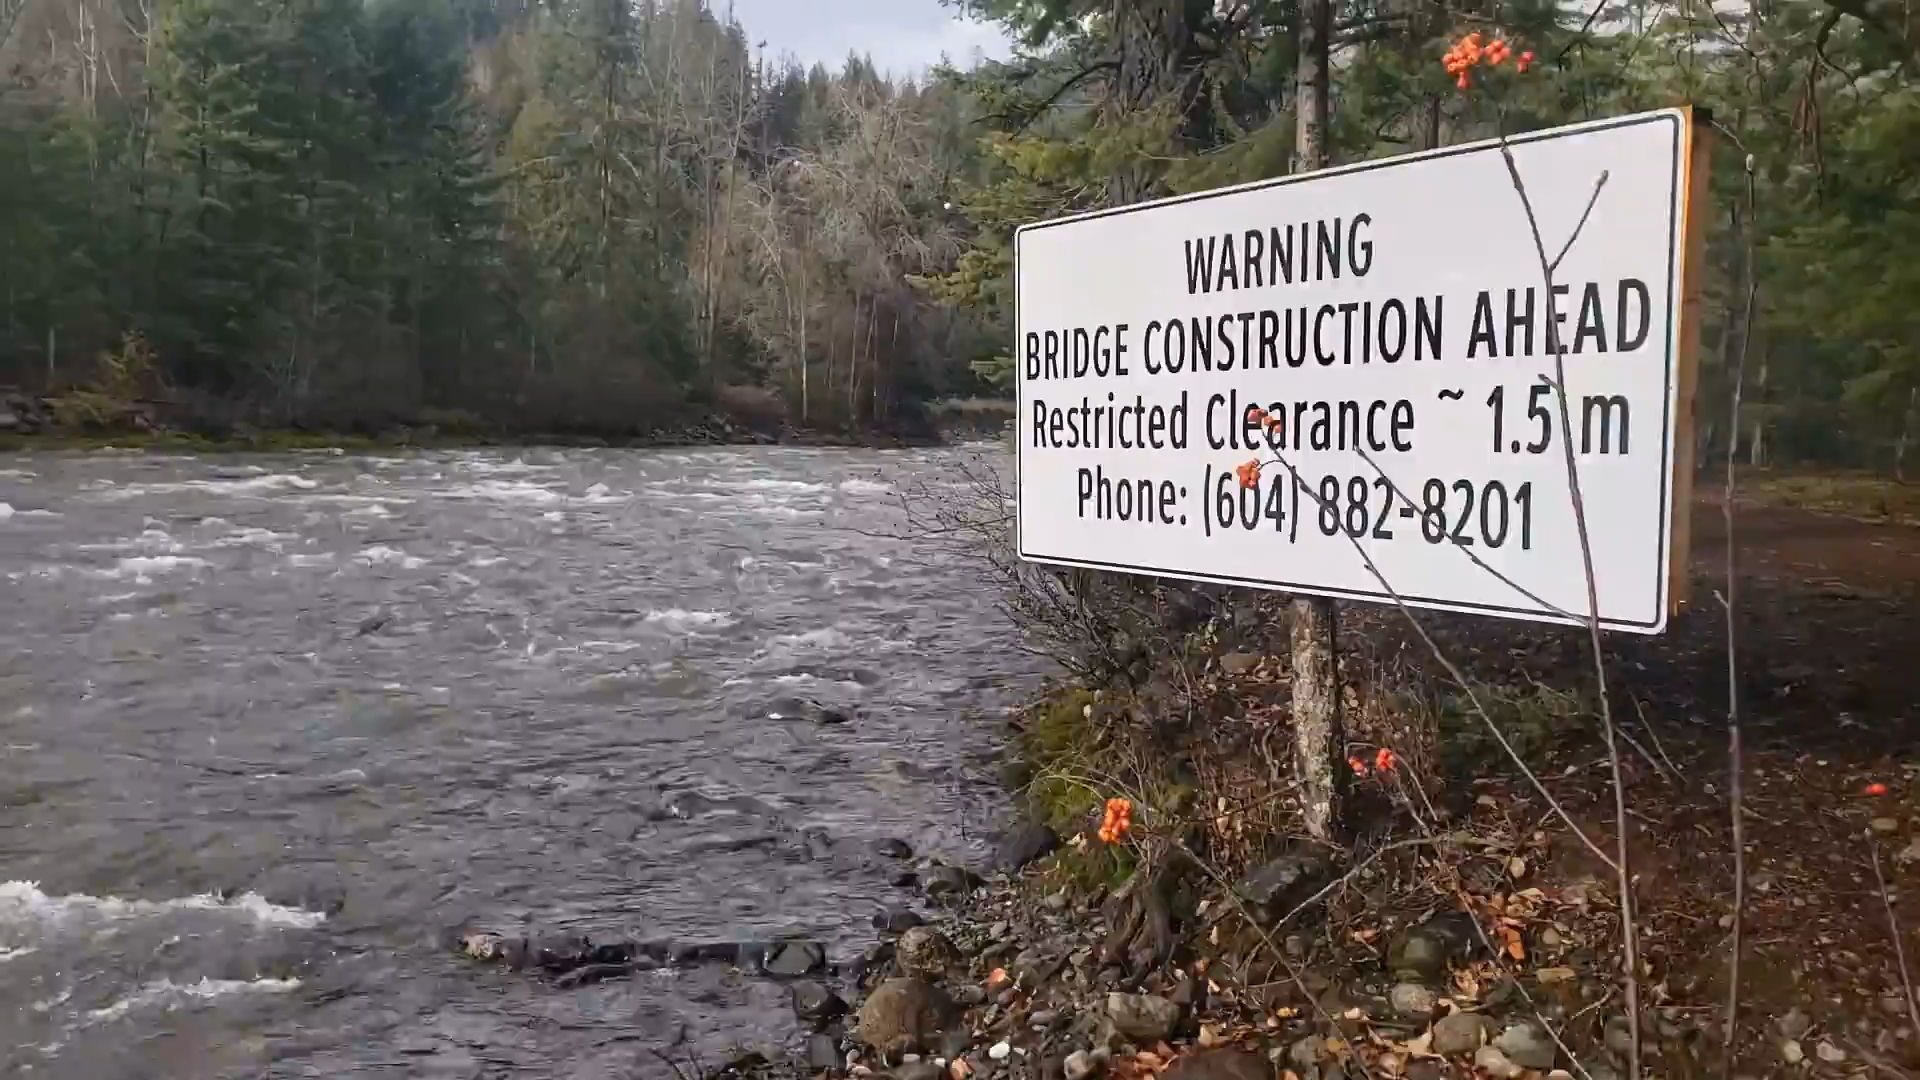 WARNING
BRIDGE CONSTRUCTION AHEAD
Restricted Clearance ~ 1.5 m
Phone: (604) 882-8201